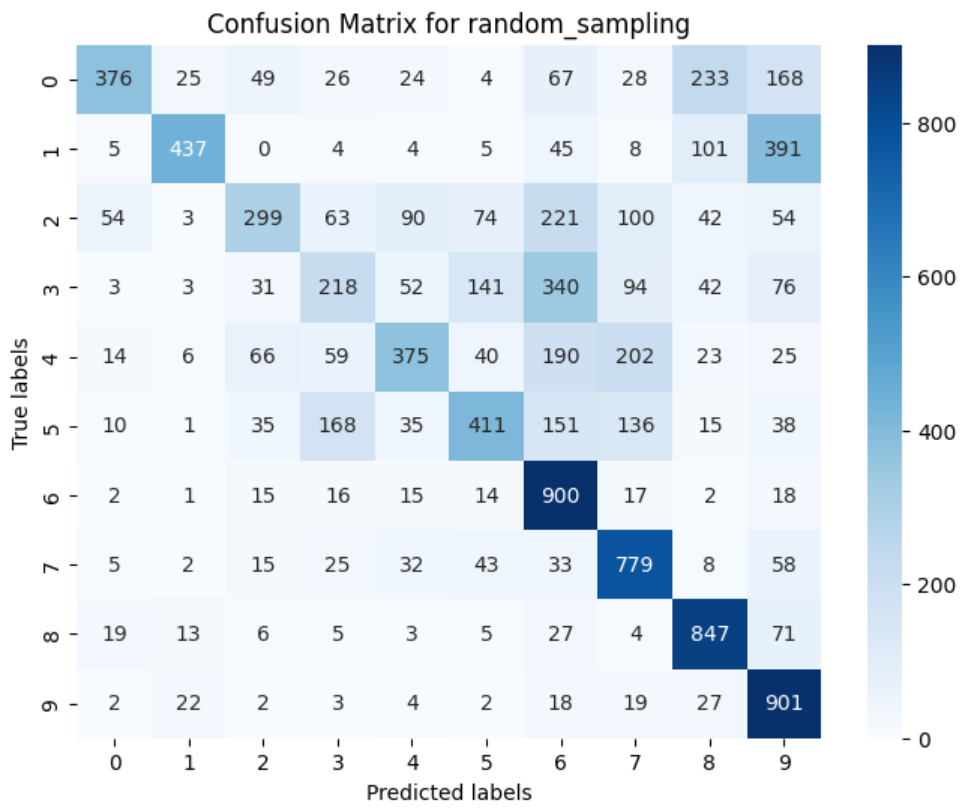 Confusion Matrix for random_sampling
0 376 25 49 26 24 4 67 28 233 168
1 5 437 0 4 4 5 45 8 101 391
2 54 3 299 63 90 74 221 100 42 54
3 3 3 31 218 52 141 340 94 42 76
4 14 6 66 59 375 40 190 202 23 25
5 10 1 35 168 35 411 151 136 15 38
6 2 1 15 16 15 14 900 17 2 18
7 5 2 15 25 32 43 33 779 8 58
8 19 13 6 5 3 5 27 4 847 71
9 2 22 2 3 4 2 18 19 27 901
0 1 2 3 4 5 6 7 8 9
True labels
Predicted labels
800
600
400
200
0